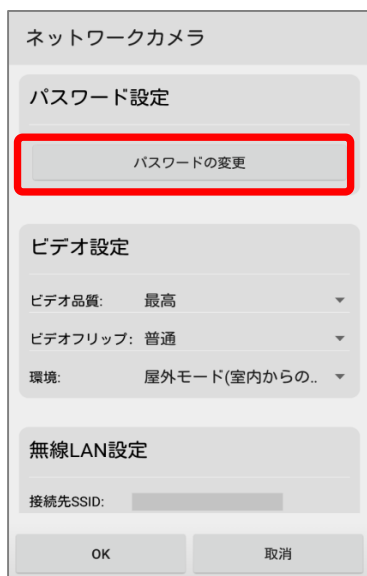 ネットワークカメラ
パスワード設定
パスワードの変更
ビデオ設定
ビデオ品質: 最高
ビデオフリップ: 普通
環境: 屋外モード(室内からの..
無線LAN設定
接続先SSID:
OK 取消